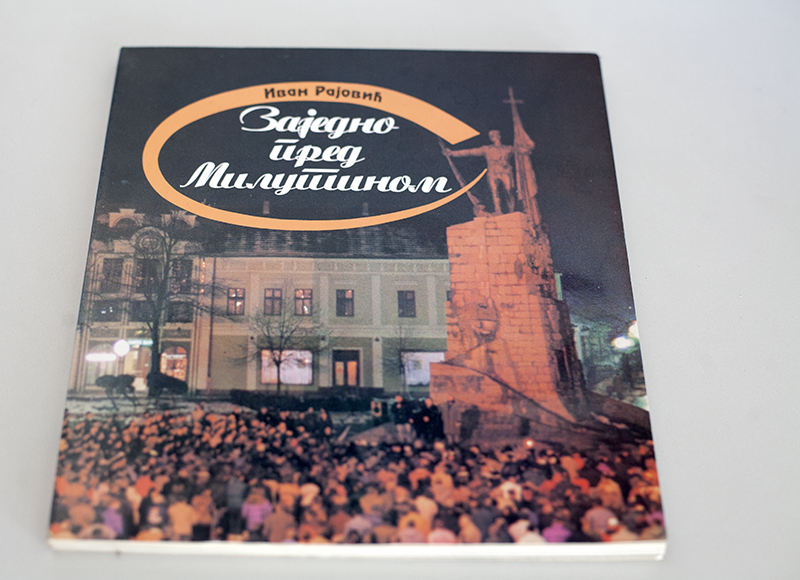 Иван Рајовић
Заједно
пред
Милутином